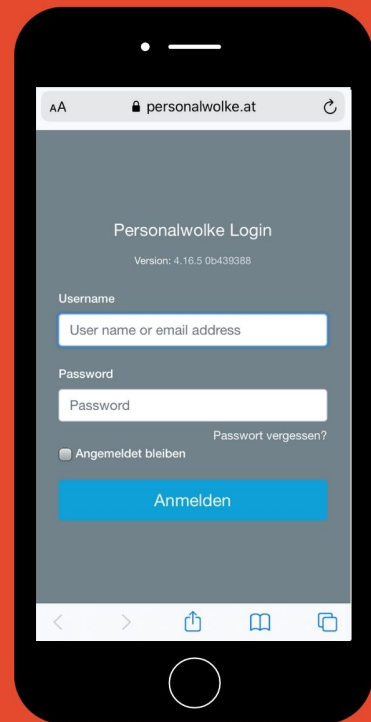 AA personalwolke.at
Personalwolke Login
Version: 4.16.5 0b439388
Username
User name or email address
Password
Password
Passwort vergessen?
Angemeldet bleiben
Anmelden